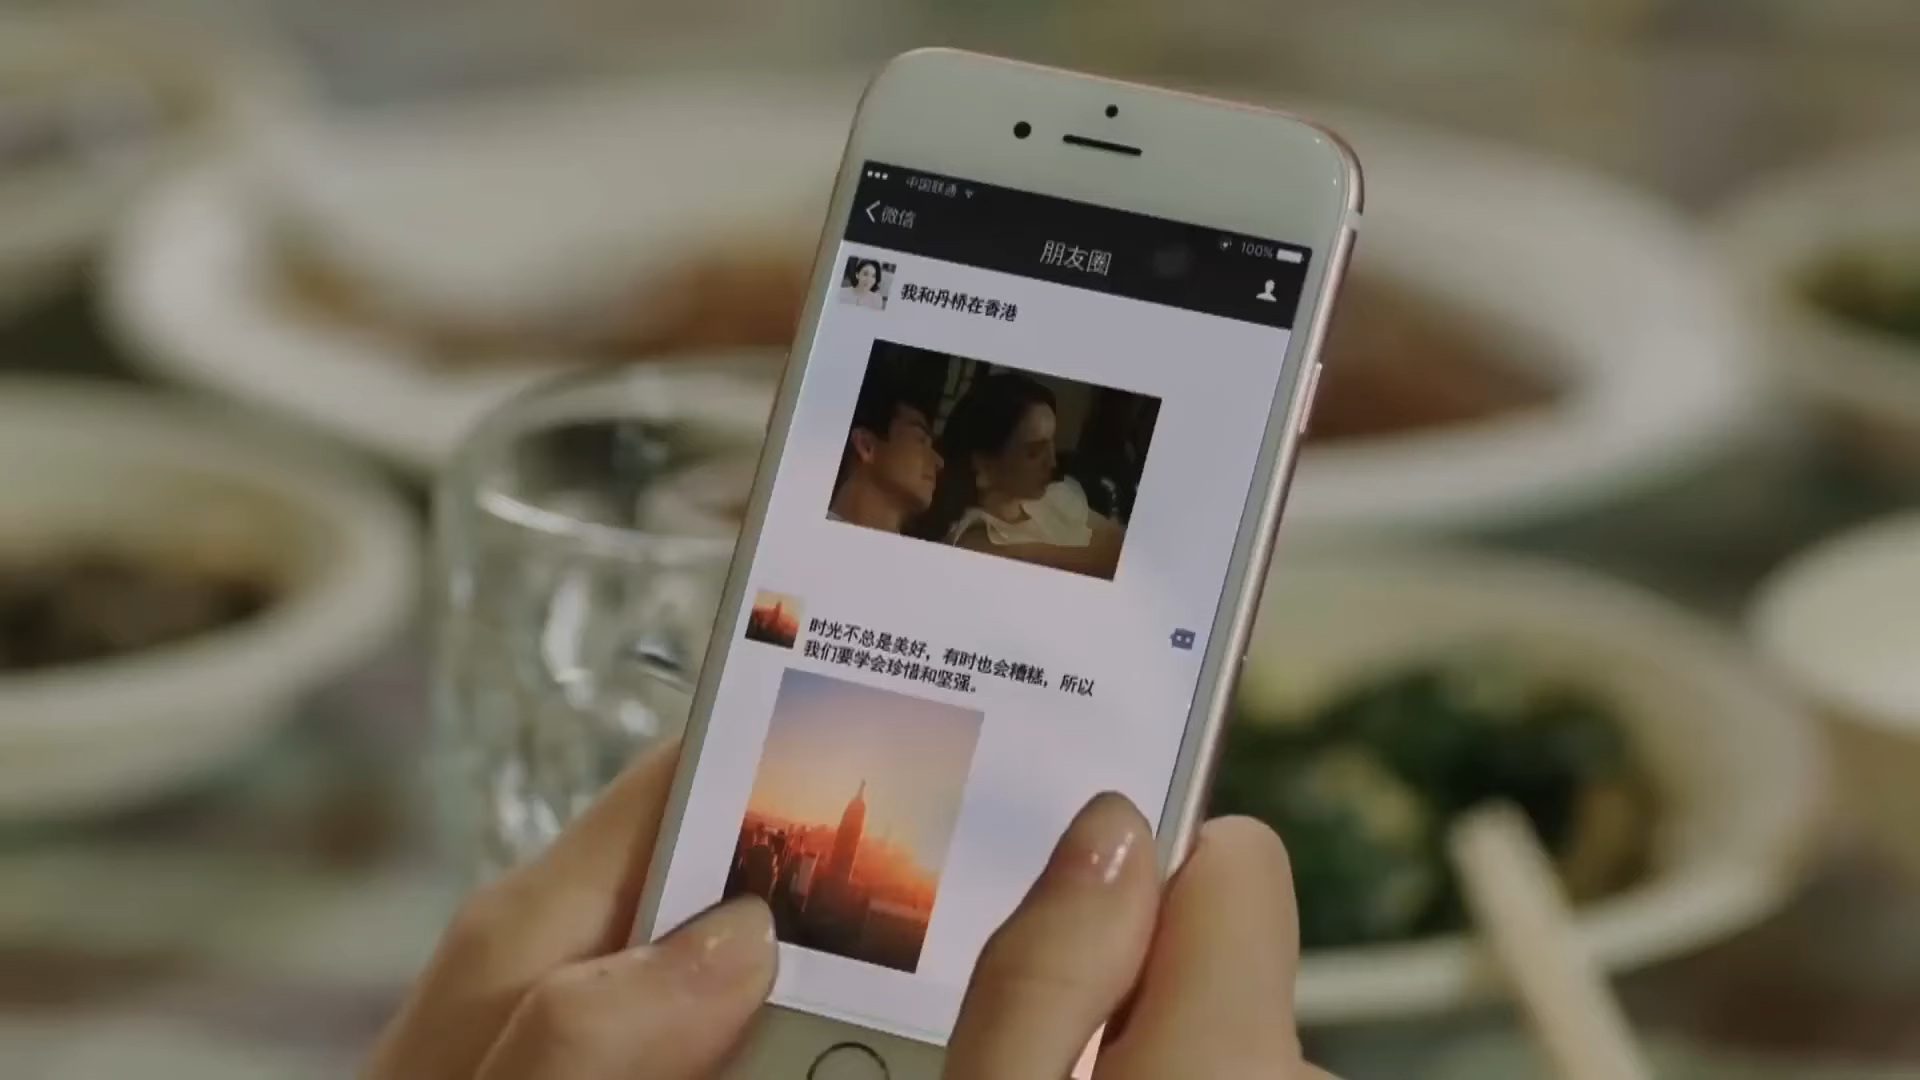 中国联通
100%
微信
朋友圈
我和丹桥在香港
时光不总是美好，有时也会糟糕，所以
我们要学会珍惜和坚强。